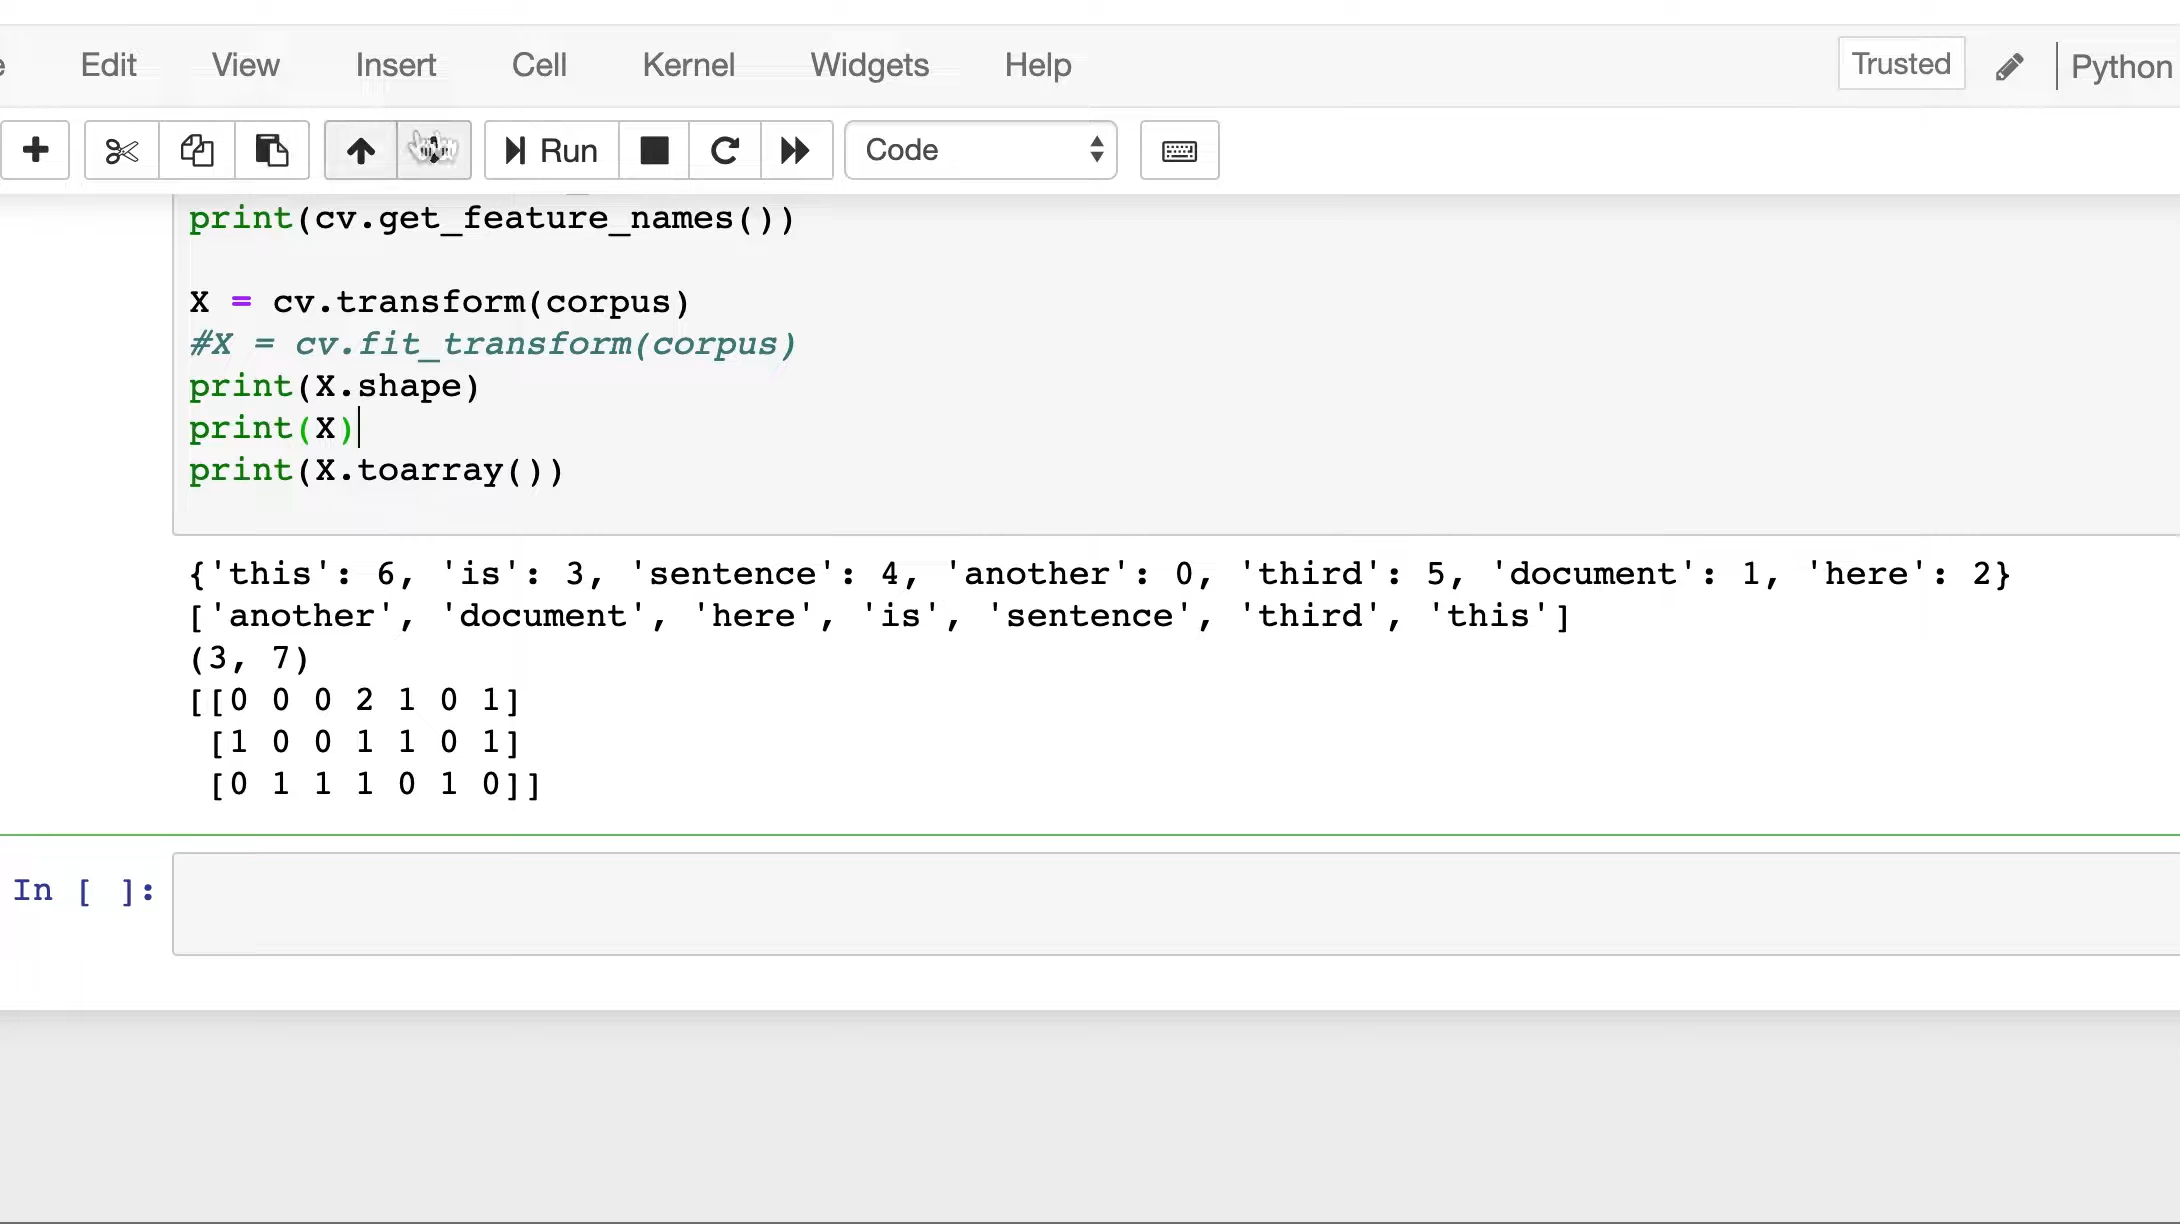 e Edit View Insert Cell Kernel Widgets Help Trusted Python
Run Code
print(cv.get_feature_names())
X = cv.transform(corpus)
#X = cv.fit_transform(corpus)
print(X.shape)
print(X)
print(X.toarray())
{'this': 6, 'is': 3, 'sentence': 4, 'another': 0, 'third': 5, 'document': 1, 'here': 2}
['another', 'document', 'here', 'is', 'sentence', 'third', 'this']
(3, 7)
[[0 0 0 2 1 0 1]
[1 0 0 1 1 0 1]
[0 1 1 1 0 1 0]]
In [ ]: